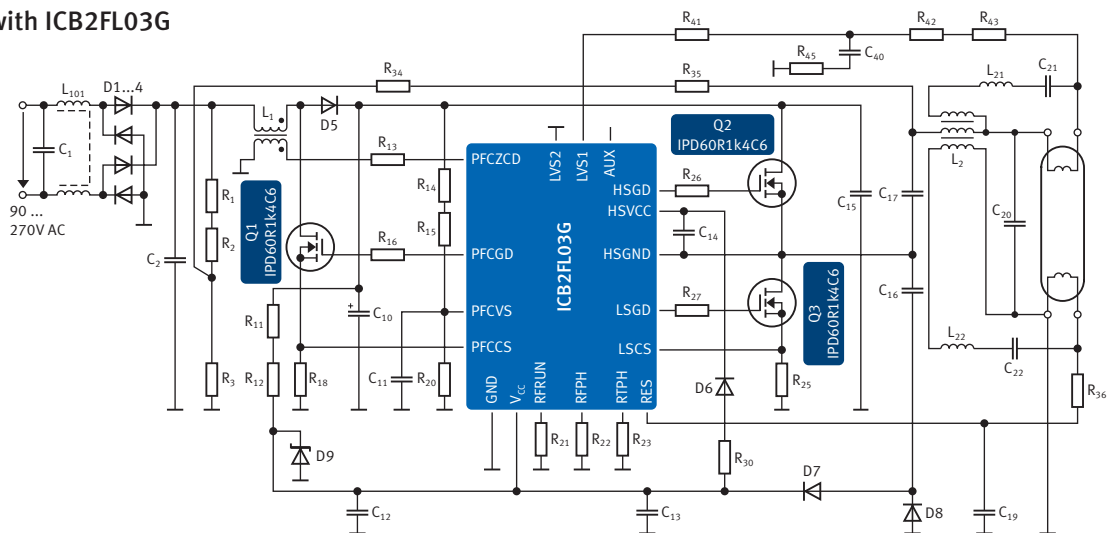 with ICB2FL03G
R41
R42
R43
R45
C40
R34
R35
L21
C21
L101
D1...4
L1
D5
C1
Q2
IPD60R1k4C6
R13
PFCZCD
LVS2
LVS1
AUX
L2
R14
HSGD
R26
90 ...
270V AC
R1
HSVCC
C15
C17
C20
R2
Q1
IPD60R1k4C6
R15
C14
C2
R16
PFCGD
HSGND
ICB2FL03G
C16
R11
C10
+
PFCVS
LSGD
R27
Q3
IPD60R1k4C6
L22
C22
PFCCS
LSCS
R3
R12
R18
C11
R20
GND
VCC
RFRUN
RFPH
RTPH
RES
D6
R25
R36
D9
R21
R22
R23
R30
D7
C12
C13
D8
C19